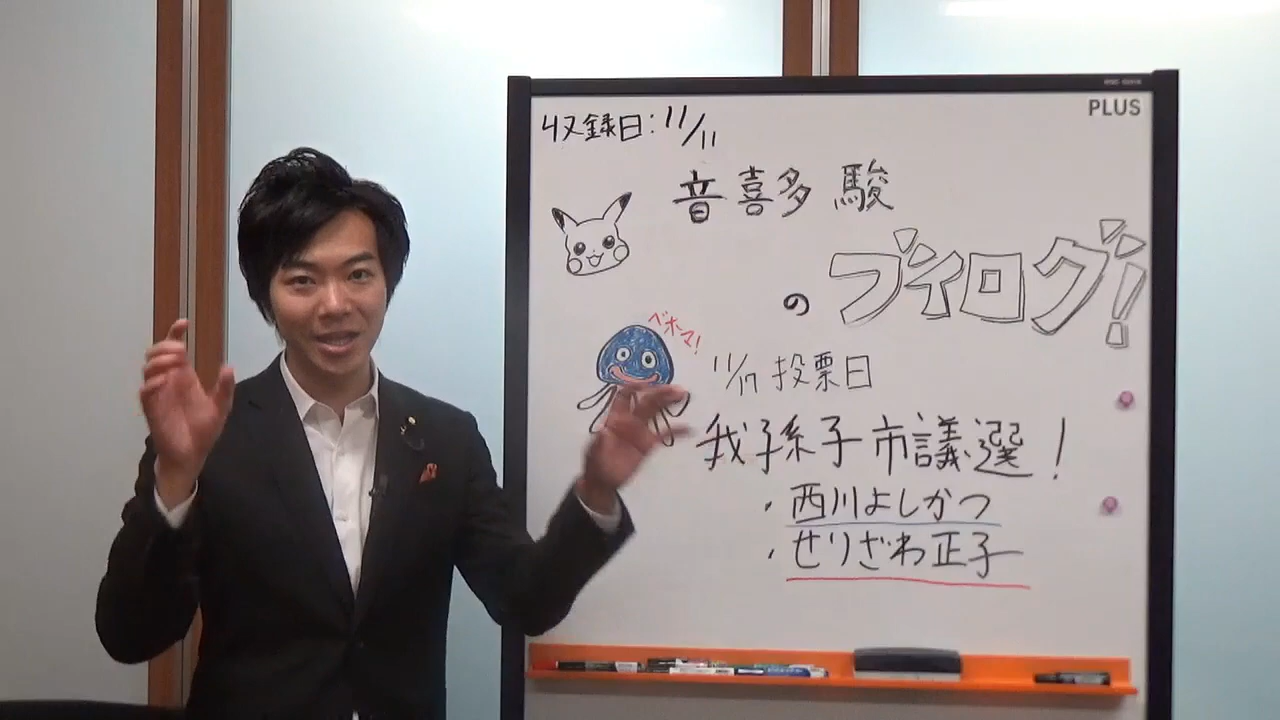 PLUS
収録日:11/11
音喜多 駿
の ブイログ!
ベホーマ!
11/17 投票日
我孫子市議選!
・西川よしかつ
・せりざわ正子